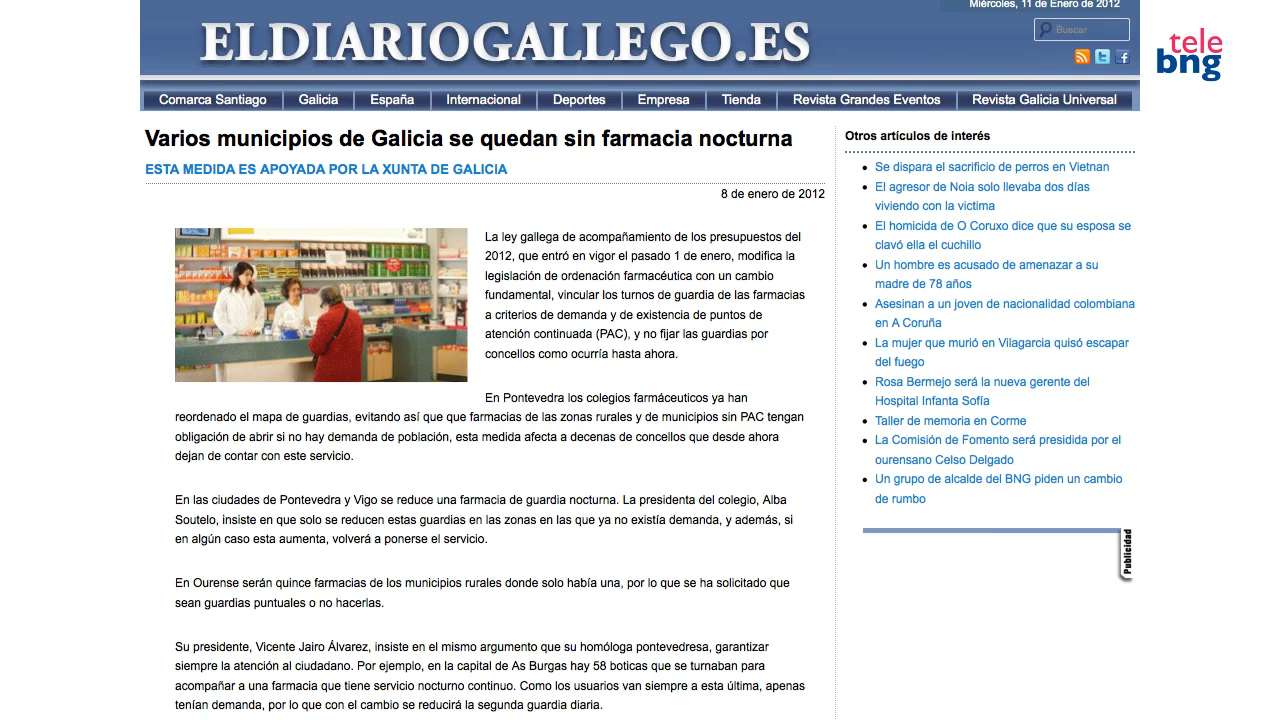 Miércoles, 11 de Enero de 2012
ELDIARIOGALLEGO.ES
Buscar
tele
bng
Comarca Santiago
Galicia
España
Internacional
Deportes
Empresa
Tienda
Revista Grandes Eventos
Revista Galicia Universal
Varios municipios de Galicia se quedan sin farmacia nocturna
ESTA MEDIDA ES APOYADA POR LA XUNTA DE GALICIA
8 de enero de 2012
La ley gallega de acompañamiento de los presupuestos del
2012, que entró en vigor el pasado 1 de enero, modifica la
legislación de ordenación farmacéutica con un cambio
fundamental, vincular los turnos de guardia de las farmacias
a criterios de demanda y de existencia de puntos de
atención continuada (PAC), y no fijar las guardias por
concellos como ocurría hasta ahora.
En Pontevedra los colegios farmáceuticos ya han
reordenado el mapa de guardias, evitando así que que farmacias de las zonas rurales y de municipios sin PAC tengan
obligación de abrir si no hay demanda de población, esta medida afecta a decenas de concellos que desde ahora
dejan de contar con este servicio.
En las ciudades de Pontevedra y Vigo se reduce una farmacia de guardia nocturna. La presidenta del colegio, Alba
Soutelo, insiste en que solo se reducen estas guardias en las zonas en las que ya no existía demanda, y además, si
en algún caso esta aumenta, volverá a ponerse el servicio.
En Ourense serán quince farmacias de los municipios rurales donde solo había una, por lo que se ha solicitado que
sean guardias puntuales o no hacerlas.
Su presidente, Vicente Jairo Álvarez, insiste en el mismo argumento que su homóloga pontevedresa, garantizar
siempre la atención al ciudadano. Por ejemplo, en la capital de As Burgas hay 58 boticas que se turnaban para
acompañar a una farmacia que tiene servicio nocturno continuo. Como los usuarios van siempre a esta última, apenas
tenían demanda, por lo que con el cambio se reducirá la segunda guardia diaria.
Otros artículos de interés
Se dispara el sacrificio de perros en Vietnan
El agresor de Noia solo llevaba dos días
viviendo con la victima
El homicida de O Coruxo dice que su esposa se
clavó ella el cuchillo
Un hombre es acusado de amenazar a su
madre de 78 años
Asesinan a un joven de nacionalidad colombiana
en A Coruña
La mujer que murió en Vilagarcia quisó escapar
del fuego
Rosa Bermejo será la nueva gerente del
Hospital Infanta Sofía
Taller de memoria en Corme
La Comisión de Fomento será presidida por el
ourensano Celso Delgado
Un grupo de alcalde del BNG piden un cambio
de rumbo
Publicidad